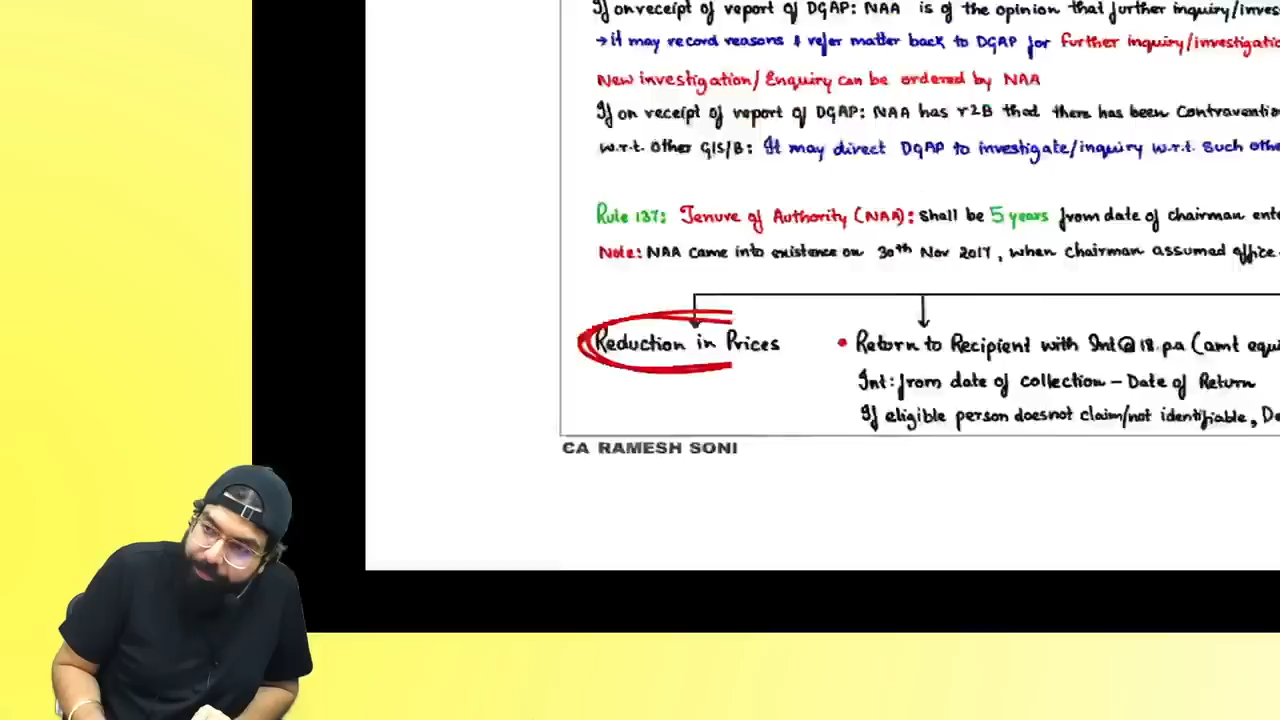 If on receipt of report of DGAP: NAA is of the opinion that further inquiry/inves
→ it may record reasons & refer matter back to DGAP for further inquiry/investigatio
New investigation/Enquiry can be ordered by NAA
If on receipt of report of DGAP: NAA has r2B that there has been Contraventio
w.r.t. Other G/S/B: It may direct DGAP to investigate/inquiry w.r.t. such othe
Rule 137: Tenure of Authority (NAA): Shall be 5 years from date of chairman ente
Note: NAA came into existence on 30th Nov 2017, when chairman assumed office.
Reduction in Prices
• Return to Recipient with Int@18.p.a (amt equi
Int: from date of collection – Date of Return
If eligible person doesnot claim/not identifiable, De
CA RAMESH SONI